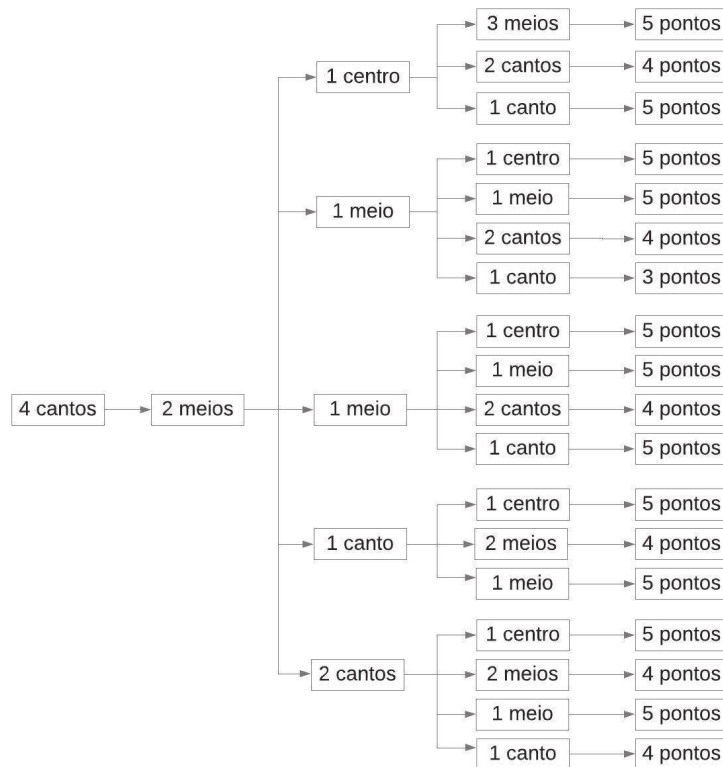 3 meios 5 pontos
1 centro 2 cantos 4 pontos
1 canto 5 pontos
1 centro 5 pontos
1 meio 1 meio 5 pontos
2 cantos 4 pontos
1 canto 3 pontos
1 centro 5 pontos
1 meio 5 pontos
4 cantos 2 meios 1 meio 2 cantos 4 pontos
1 canto 5 pontos
1 centro 5 pontos
1 canto 2 meios 4 pontos
1 meio 5 pontos
1 centro 5 pontos
2 cantos 2 meios 4 pontos
1 meio 5 pontos
1 canto 4 pontos